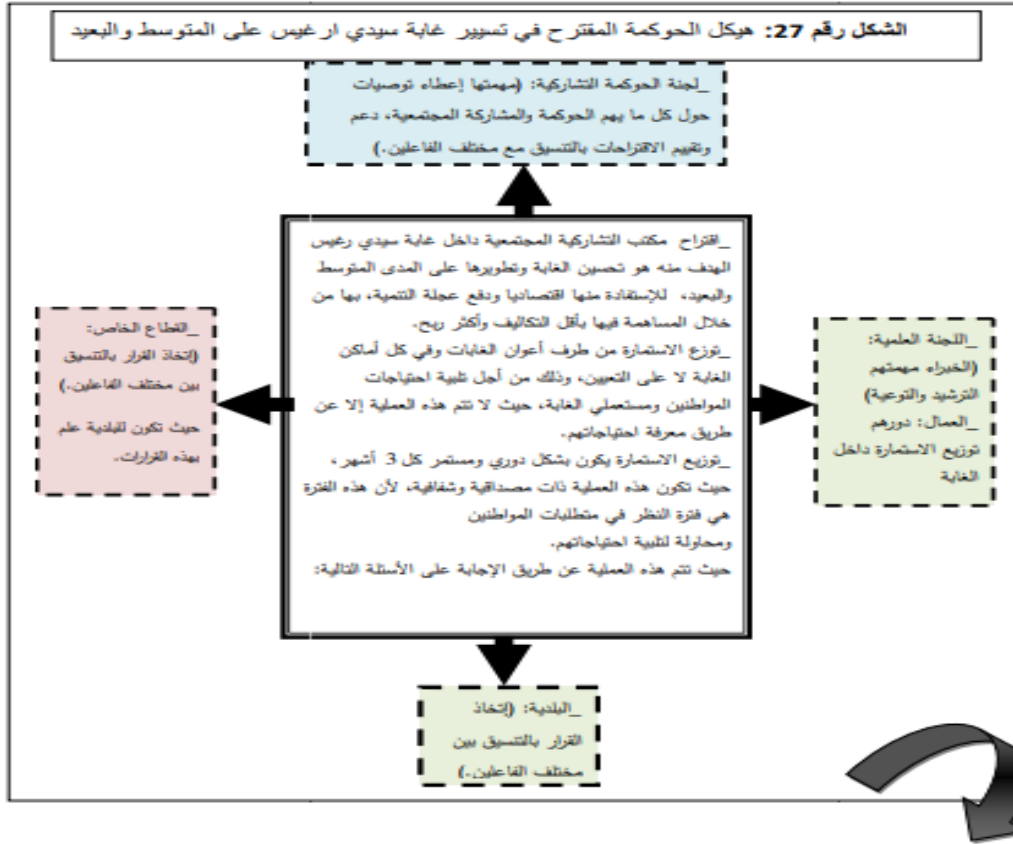 الشكل رقم 27: هيكل الحوكمة المقترح في تسيير غابة سيدي ارغيس على المتوسط والبعيد
_لجنة الحوكمة التشاركية: (مهمتها إعطاء توصيات
حول كل ما يهم الحوكمة والمشاركة المجتمعية، دعم
وتقييم الاقتراحات بالتنسيق مع مختلف الفاعلين.)
_اقتراح مكتب التشاركية المجتمعية داخل غابة سيدي رغيس
الهدف منه هو تحسين الغابة وتطويرها على المدى المتوسط
والبعيد، للإستفادة منها اقتصاديا ودفع عجلة التنمية، بها من
خلال المساهمة فيها بأقل التكاليف وأكثر ربح.
_توزع الاستمارة من طرف أعوان الغابات وفي كل أماكن
الغابة لا على التعيين، وذلك من أجل تلبية احتياجات
المواطنين ومستعملي الغابة، حيث لا تتم هذه العملية إلا عن
طريق معرفة احتياجاتهم.
_توزيع الاستمارة يكون بشكل دوري ومستمر كل 3 أشهر،
حيث تكون هذه العملية ذات مصداقية وشفافية، لأن هذه الفترة
هي فترة النظر في متطلبات المواطنين
ومحاولة لتلبية احتياجاتهم.
حيث تتم هذه العملية عن طريق الإجابة على الأسئلة التالية:
_اللجنة العلمية:
(الخبراء مهمتهم
الترشيد والتوعية)
_العمال: دورهم
توزيع الاستمارة داخل
الغابة
_القطاع الخاص:
(إتخاذ القرار بالتنسيق
بين مختلف الفاعلين.)
حيث تكون للبلدية علم
بهذه القرارات.
_البلدية: (إتخاذ
القرار بالتنسيق بين
مختلف الفاعلين.)